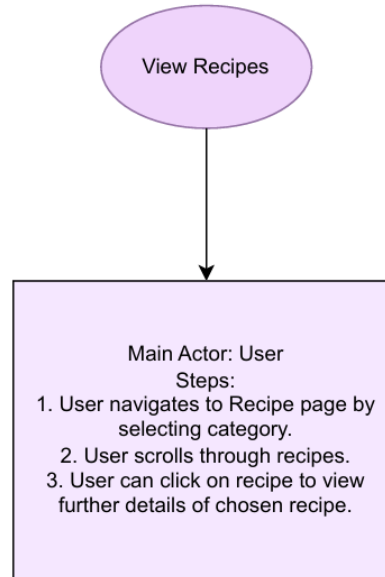 View Recipes
Main Actor: User
Steps:
1. User navigates to Recipe page by
selecting category.
2. User scrolls through recipes.
3. User can click on recipe to view
further details of chosen recipe.